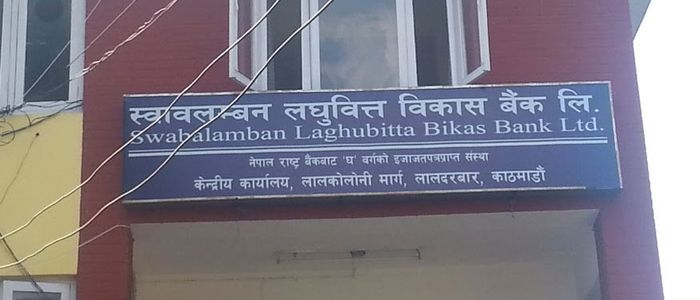 स्वावलम्बन लघुवित्त विकास बैंक लि.
Swabalamban Laghubitta Bikas Bank Ltd.
नेपाल राष्ट्र बैंकबाट 'घ' वर्गको इजाजतपत्रप्राप्त संस्था
केन्द्रीय कार्यालय, लालकोलोनी मार्ग, लालदरबार, काठमाडौं